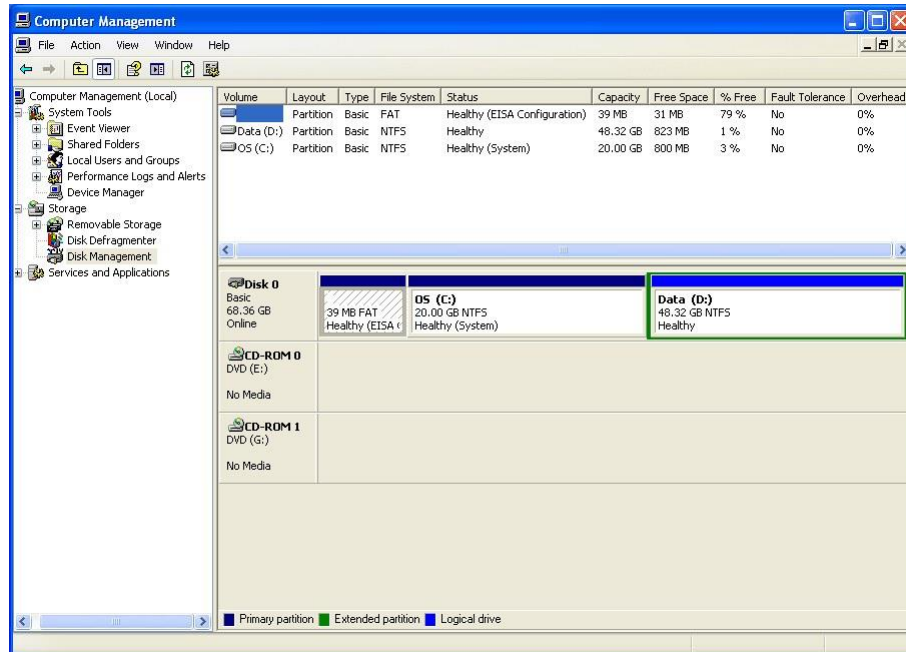 Computer Management
File Action View Window Help
Computer Management (Local)
System Tools
Event Viewer
Shared Folders
Local Users and Groups
Performance Logs and Alerts
Device Manager
Storage
Removable Storage
Disk Defragmenter
Disk Management
Services and Applications
Volume Layout Type File System Status Capacity Free Space % Free Fault Tolerance Overhead
Partition Basic FAT Healthy (EISA Configuration) 39 MB 31 MB 79 % No 0%
Data (D:) Partition Basic NTFS Healthy 48.32 GB 823 MB 1 % No 0%
OS (C:) Partition Basic NTFS Healthy (System) 20.00 GB 800 MB 3 % No 0%
Disk 0
Basic
68.36 GB
Online
39 MB FAT
Healthy (EISA
OS (C:)
20.00 GB NTFS
Healthy (System)
Data (D:)
48.32 GB NTFS
Healthy
CD-ROM 0
DVD (E:)
No Media
CD-ROM 1
DVD (G:)
No Media
Primary partition Extended partition Logical drive